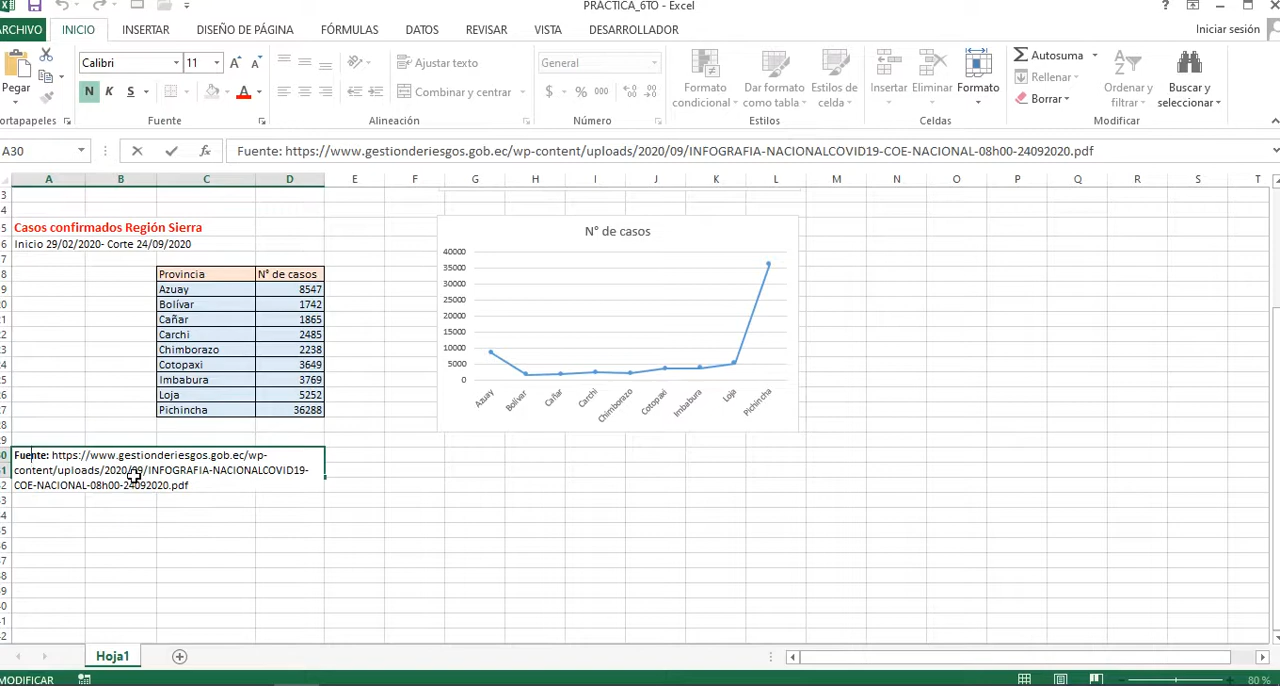 PRÁCTICA_6TO - Excel
ARCHIVO INICIO INSERTAR DISEÑO DE PÁGINA FÓRMULAS DATOS REVISAR VISTA DESARROLLADOR Iniciar sesión
Pegar
Calibri 11
N K S
Ajustar texto
Combinar y centrar
General
$ % 000
Formato condicional
Dar formato como tabla
Estilos de celda
Insertar
Eliminar
Formato
Autosuma
Rellenar
Borrar
Ordenar y filtrar
Buscar y seleccionar
Portapapeles Fuente Alineación Número Estilos Celdas Modificar
A30 fx Fuente: https://www.gestionderiesgos.gob.ec/wp-content/uploads/2020/09/INFOGRAFIA-NACIONALCOVID19-COE-NACIONAL-08h00-24092020.pdf
A B C D E F G H I J K L M N O P Q R S T
Casos confirmados Región Sierra
Inicio 29/02/2020- Corte 24/09/2020
Provincia N° de casos
Azuay 8547
Bolívar 1742
Cañar 1865
Carchi 2485
Chimborazo 2238
Cotopaxi 3649
Imbabura 3769
Loja 5252
Pichincha 36288
N° de casos
40000
35000
30000
25000
20000
15000
10000
5000
0
Azuay Bolívar Cañar Carchi Chimborazo Cotopaxi Imbabura Loja Pichincha
Fuente: https://www.gestionderiesgos.gob.ec/wp-
content/uploads/2020/09/INFOGRAFIA-NACIONALCOVID19-
COE-NACIONAL-08h00-24092020.pdf
Hoja1
MODIFICAR 80 %